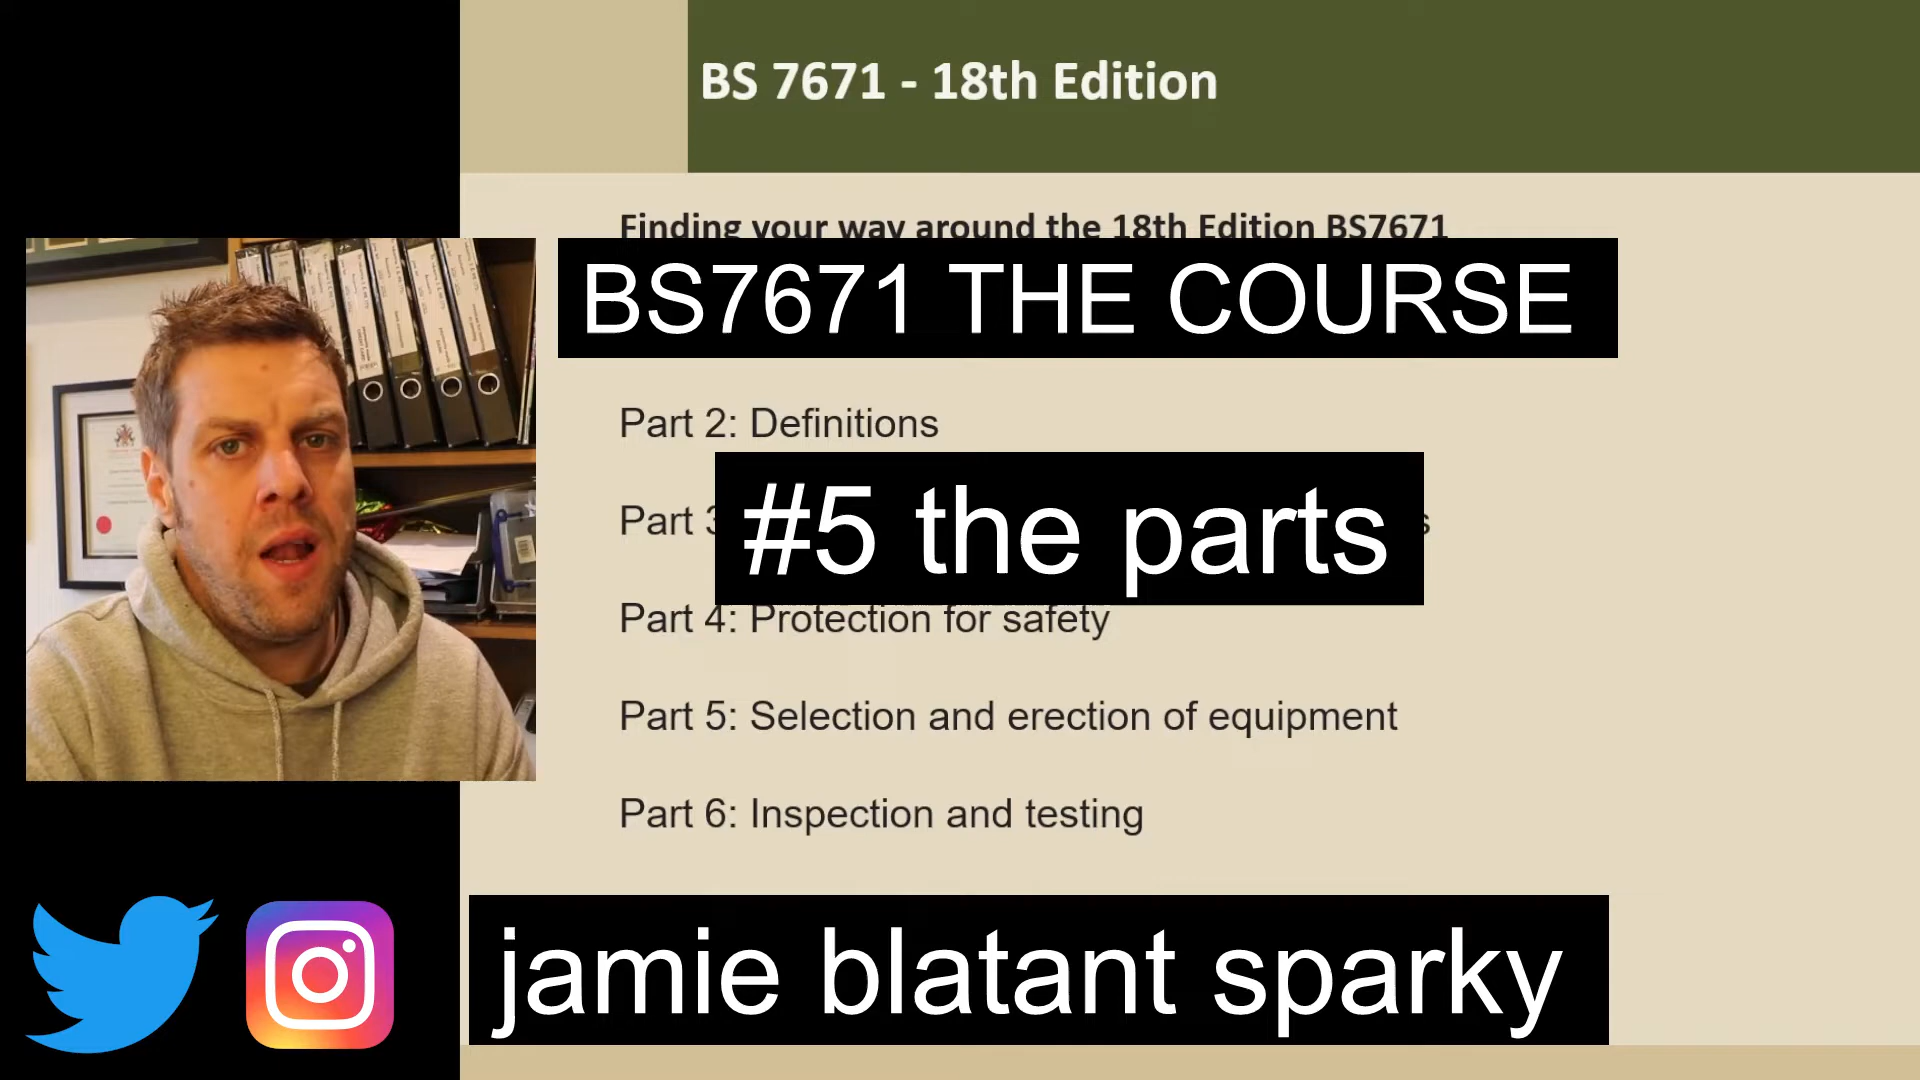 BS 7671 - 18th Edition
Finding your way around the 18th Edition BS7671
BS7671 THE COURSE
Part 2: Definitions
#5 the parts
Part 3
Part 4: Protection for safety
Part 5: Selection and erection of equipment
Part 6: Inspection and testing
jamie blatant sparky